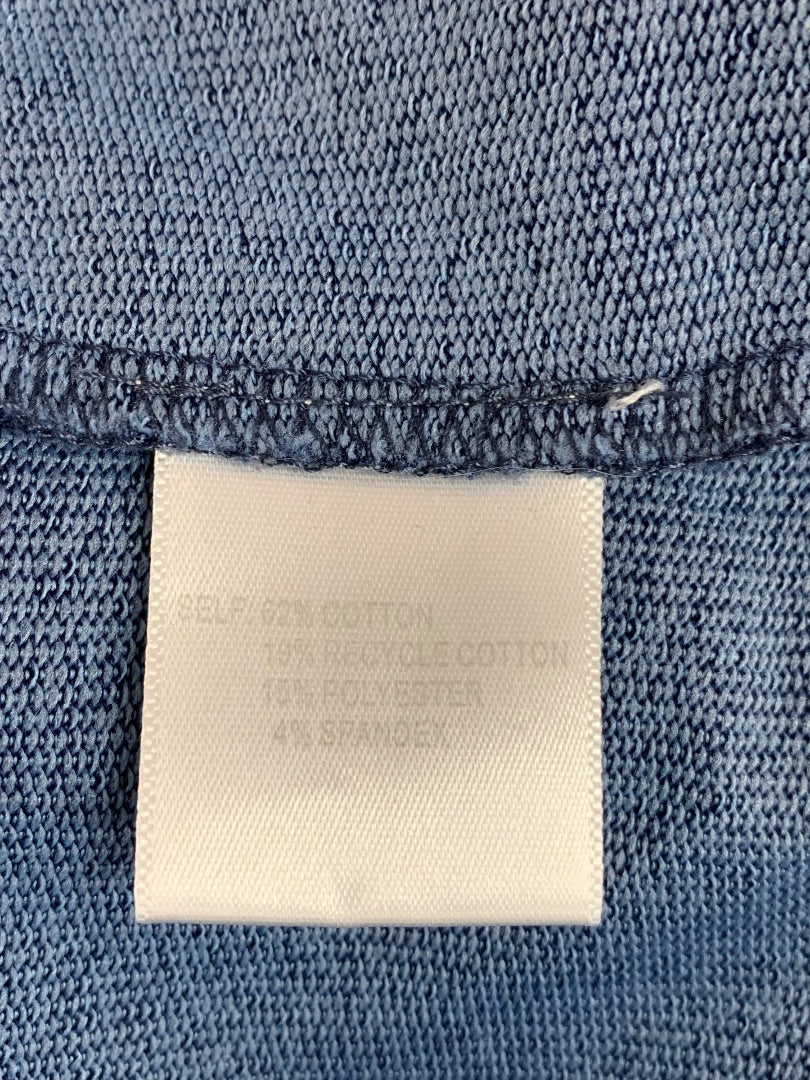 SELF: 62% COTTON
19% RECYCLE COTTON
15% POLYESTER
4% SPANDEX